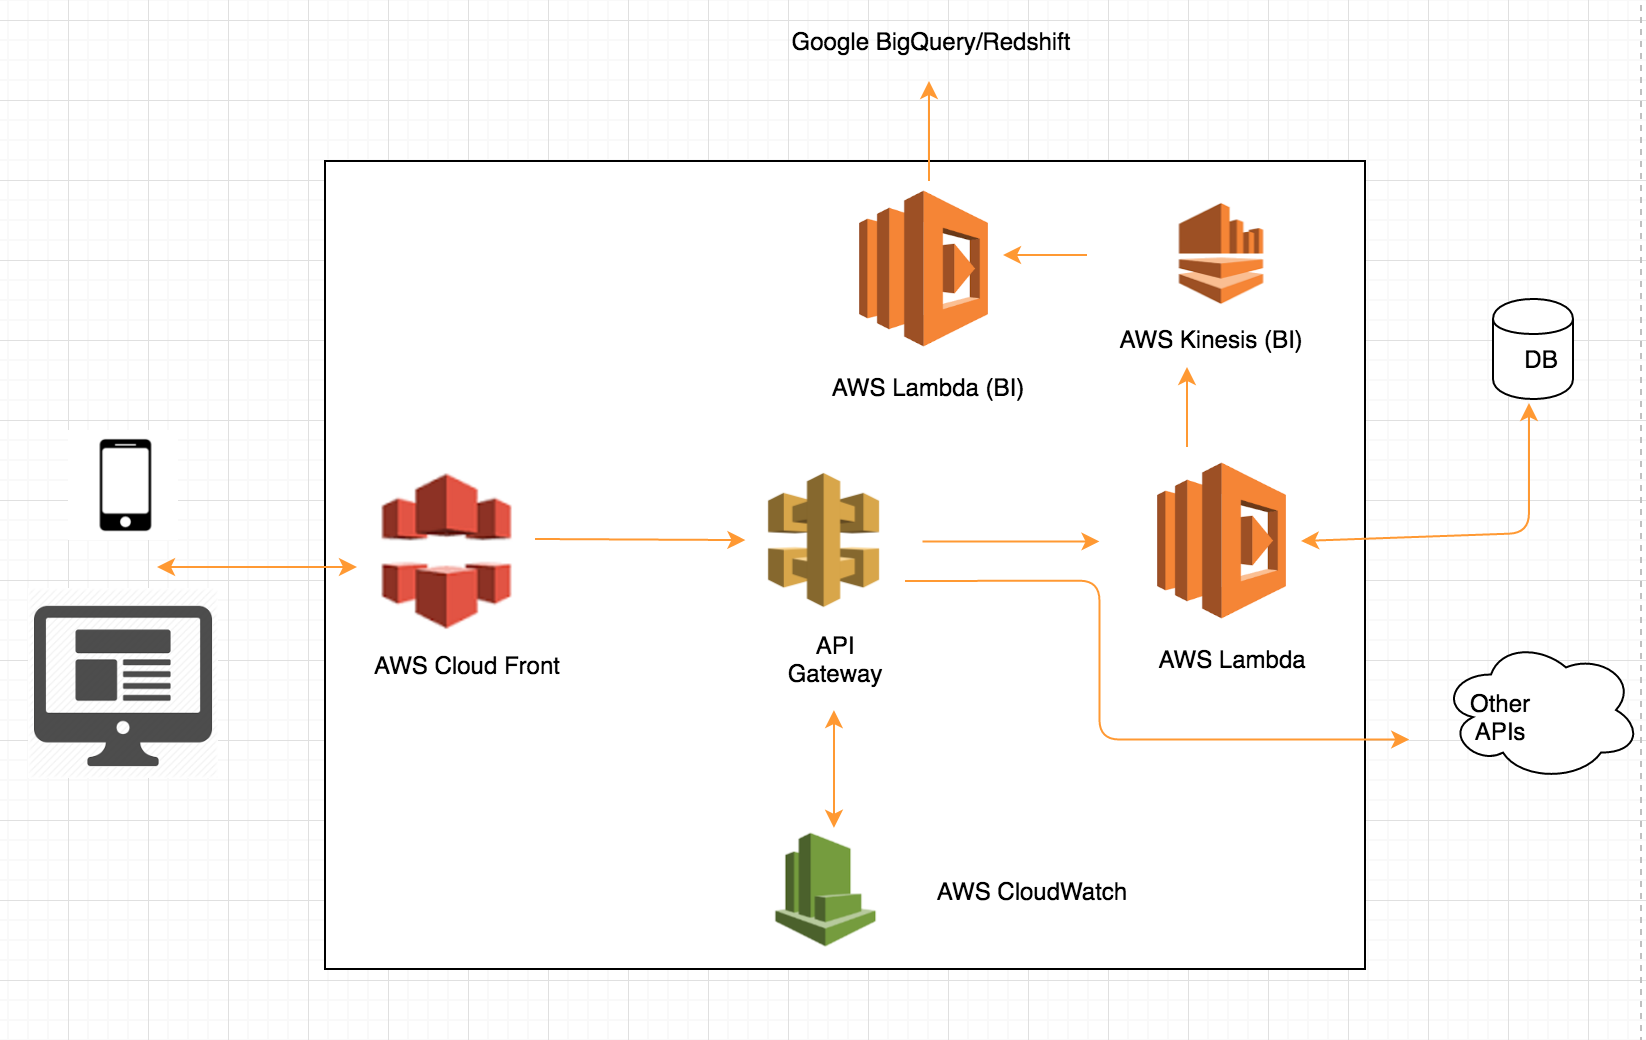 Google BigQuery/Redshift
AWS Kinesis (BI)
DB
AWS Lambda (BI)
API
Gateway
AWS Cloud Front
AWS Lambda
Other
APIs
AWS CloudWatch